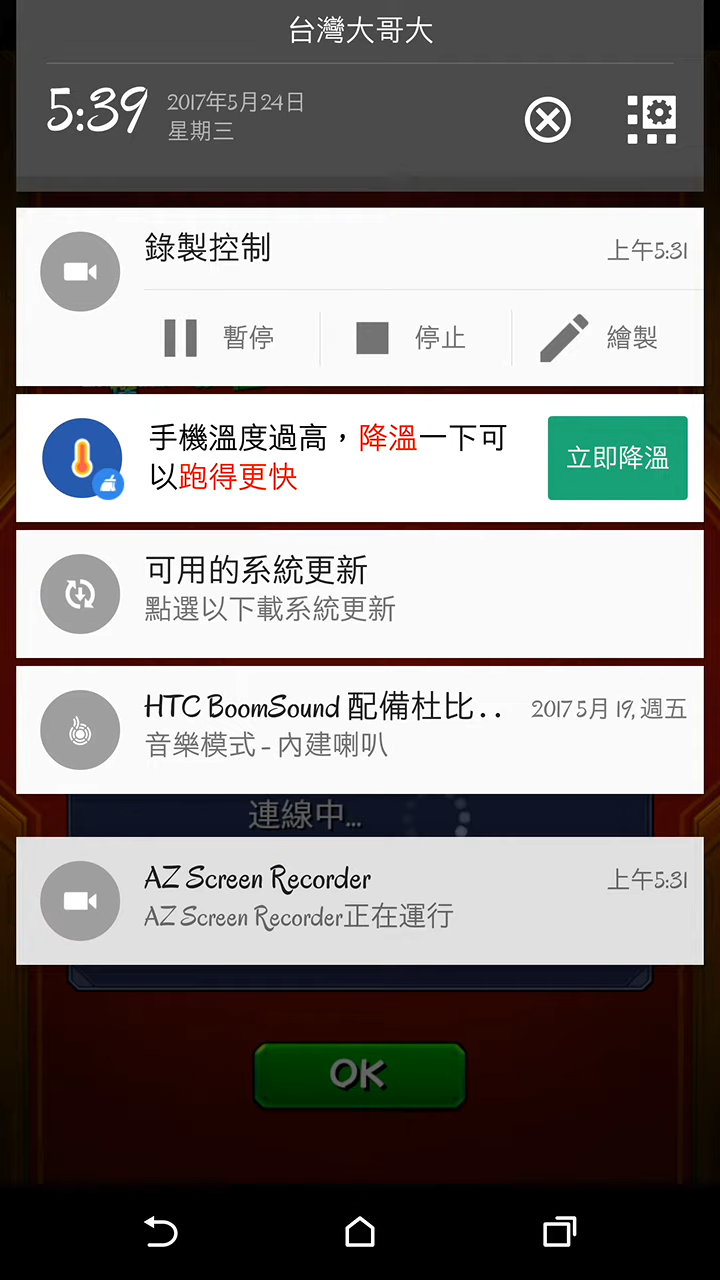 台灣大哥大
5:39
2017年5月24日
星期三
錄製控制
上午5:31
暫停
停止
繪製
手機溫度過高，降溫一下可
以跑得更快
立即降溫
可用的系統更新
點選以下載系統更新
HTC BoomSound 配備杜比..
2017 5月 19, 週五
音樂模式 - 內建喇叭
連線中...
AZ Screen Recorder
上午5:31
AZ Screen Recorder正在運行
OK